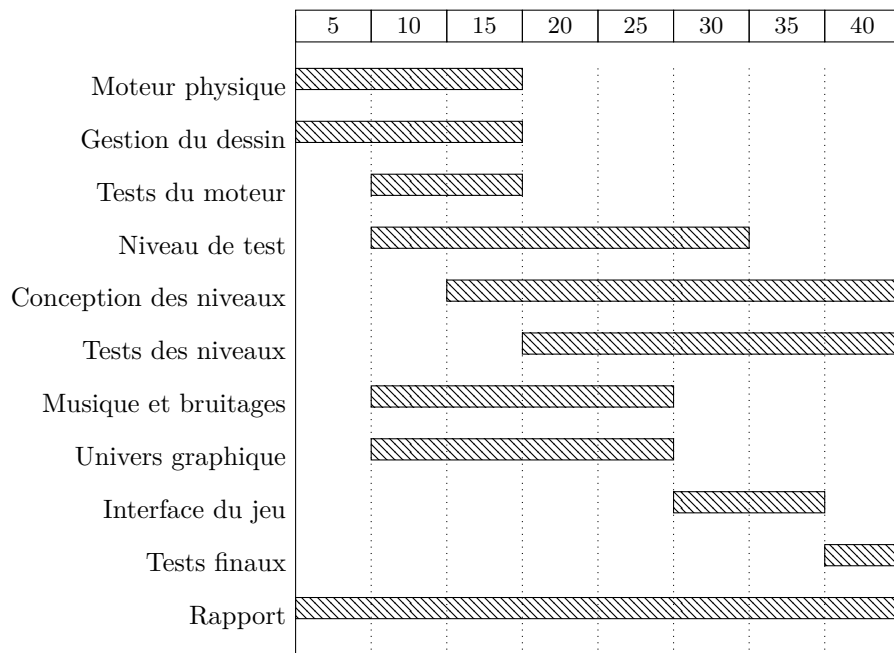 5 10 15 20 25 30 35 40
Moteur physique
Gestion du dessin
Tests du moteur
Niveau de test
Conception des niveaux
Tests des niveaux
Musique et bruitages
Univers graphique
Interface du jeu
Tests finaux
Rapport